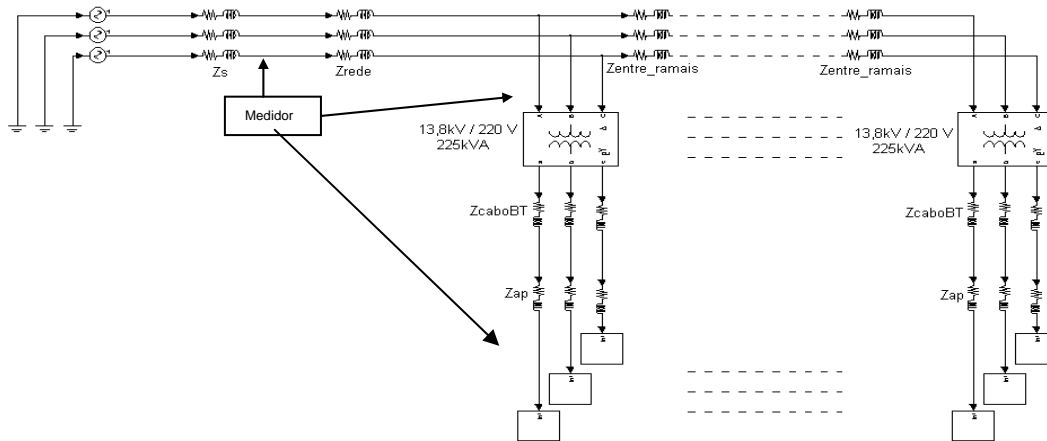 Zs
Zrede
Zentre_ramais
Zentre_ramais
Medidor
13,8kV / 220 V
225kVA
13,8kV / 220 V
225kVA
ZcaboBT
ZcaboBT
Zap
Zap